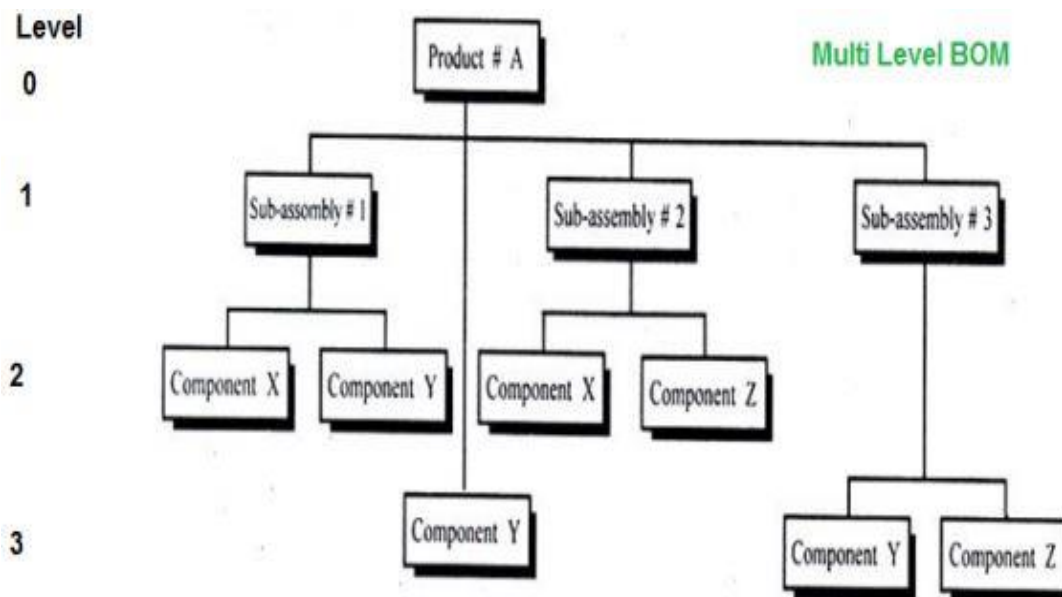 Level
Multi Level BOM
Product # A
0
1
Sub-assombly # 1
Sub-assembly # 2
Sub-assembly # 3
2
Component X
Component Y
Component X
Component Z
3
Component Y
Component Y
Component Z